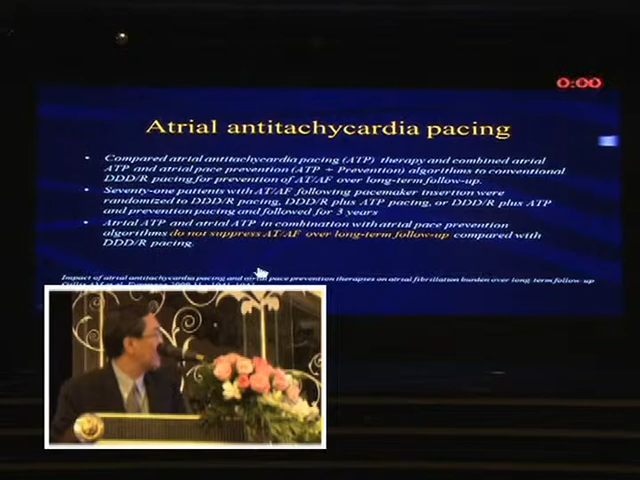 0:00
Atrial antitachycardia pacing
• Compared atrial antitachycardia pacing (ATP) therapy and combined atrial
ATP and atrial pace prevention (ATP + Prevention) algorithms to conventional
DDD/R pacing for prevention of AT/AF over long-term follow-up.
• Seventy-one patients with AT/AF following pacemaker insertion were
randomized to DDD/R pacing, DDD/R plus ATP pacing, or DDD/R plus ATP
and prevention pacing and followed for 3 years
• Atrial ATP and atrial ATP in combination with atrial pace prevention
algorithms do not suppress AT/AF over long-term follow-up compared with
DDD/R pacing.
Impact of atrial antitachycardia pacing and atrial pace prevention therapies on atrial fibrillation burden over long term follow-up